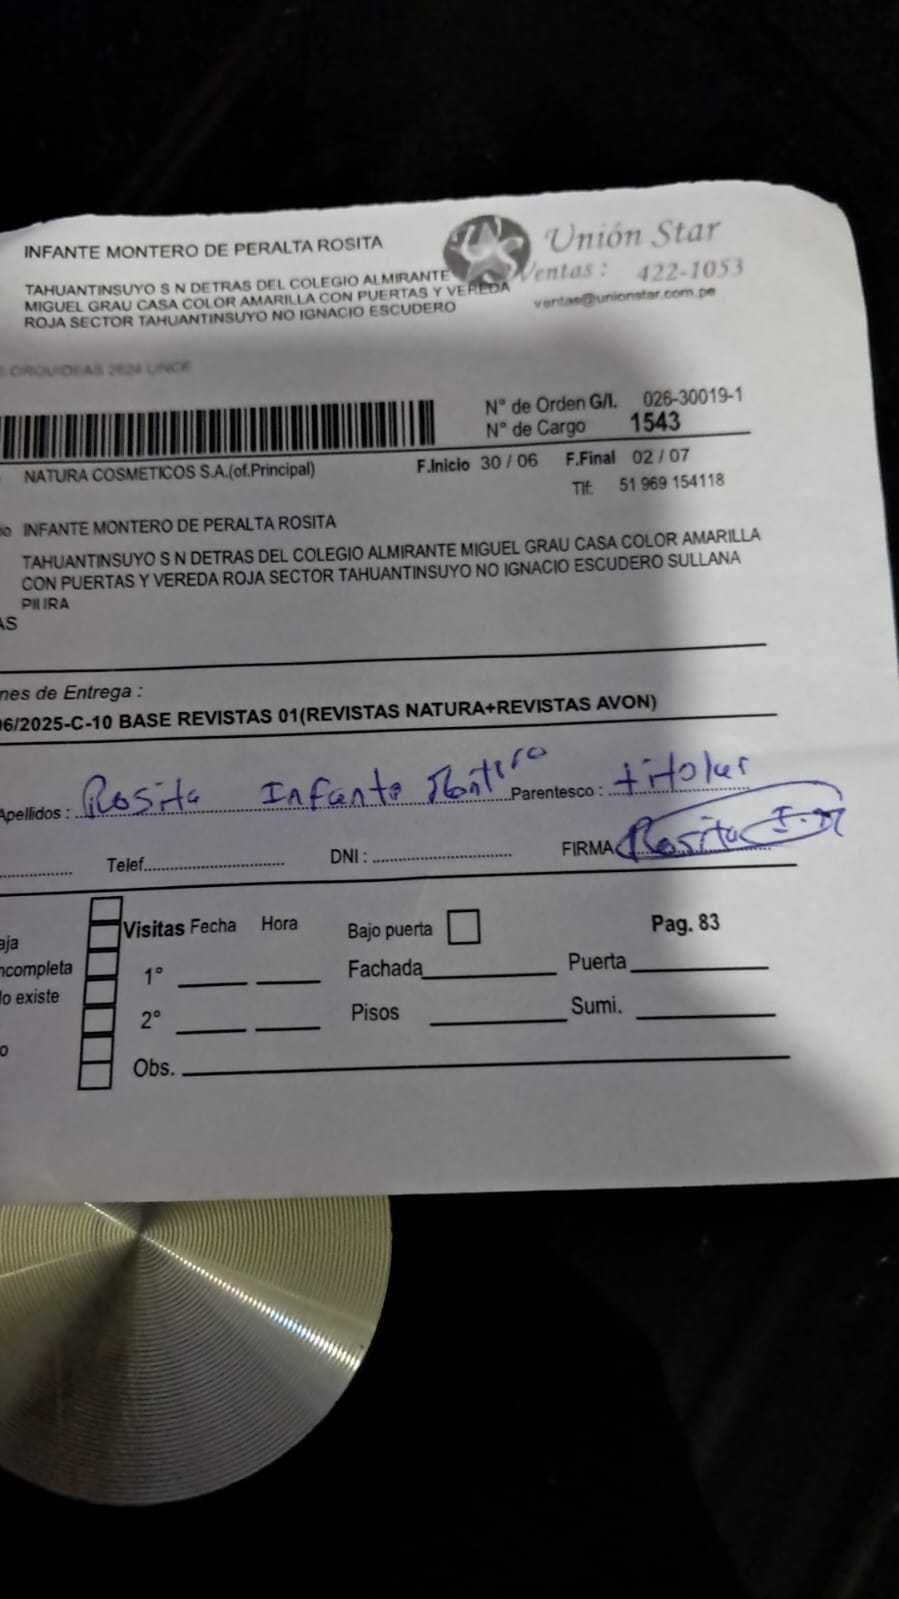 INFANTE MONTERO DE PERALTA ROSITA
Unión Star
Ventas : 422-1053
ventas@unionstar.com.pe
TAHUANTINSUYO S N DETRAS DEL COLEGIO ALMIRANTE
MIGUEL GRAU CASA COLOR AMARILLA CON PUERTAS Y VEREDA
ROJA SECTOR TAHUANTINSUYO NO IGNACIO ESCUDERO
ORQUIDEAS 2624 UNCE
N° de Orden G/I. 026-30019-1
N° de Cargo 1543
NATURA COSMETICOS S.A.(of.Principal) F.Inicio 30 / 06 F.Final 02 / 07
Tlf: 51 969 154118
io INFANTE MONTERO DE PERALTA ROSITA
TAHUANTINSUYO S N DETRAS DEL COLEGIO ALMIRANTE MIGUEL GRAU CASA COLOR AMARILLA
CON PUERTAS Y VEREDA ROJA SECTOR TAHUANTINSUYO NO IGNACIO ESCUDERO SULLANA
PIURA
AS
nes de Entrega :
06/2025-C-10 BASE REVISTAS 01(REVISTAS NATURA+REVISTAS AVON)
Apellidos : Rosita Infante Montero Parentesco : titular
Telef. DNI : FIRMA Rosita I.M
Visitas Fecha Hora Bajo puerta Pag. 83
aja
ncompleta 1° Fachada Puerta
lo existe
2° Pisos Sumi.
o
Obs.